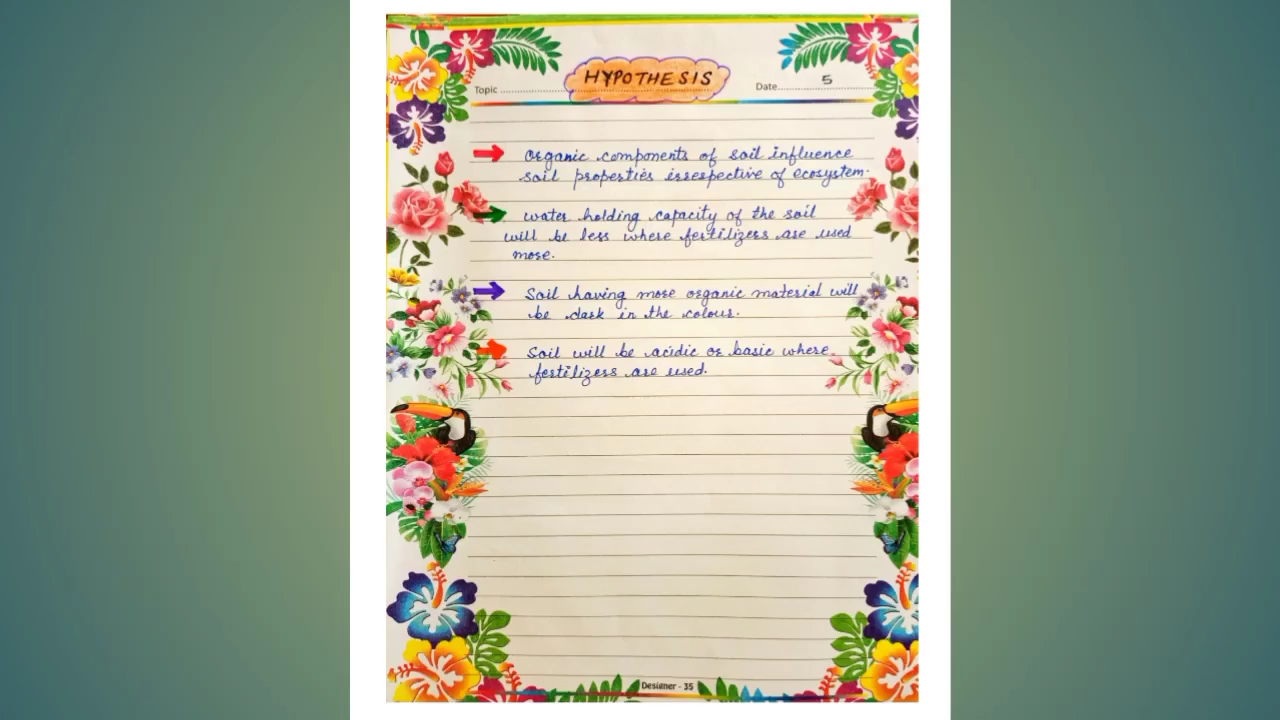 HYPOTHESIS
Topic
Date 5
Organic components of soil influence
soil properties irrespective of ecosystem.
water holding capacity of the soil
will be less where fertilizers are used
more.
Soil having more organic material will
be dark in the colour.
Soil will be acidic or basic where
fertilizers are used.
Designer - 35